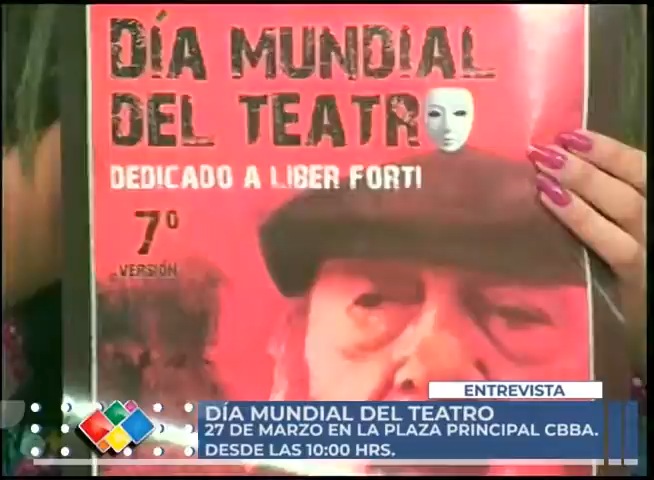 DÍA MUNDIAL
DEL TEATRO
DEDICADO A LIBER FORTI
7º
VERSIÓN
ENTREVISTA
DÍA MUNDIAL DEL TEATRO
27 DE MARZO EN LA PLAZA PRINCIPAL CBBA.
DESDE LAS 10:00 HRS.